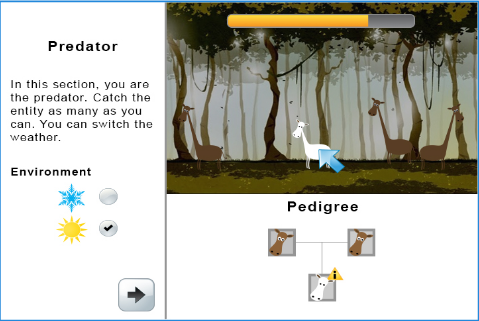 Predator
In this section, you are
the predator. Catch the
entity as many as you
can. You can switch the
weather.
Environment
Pedigree